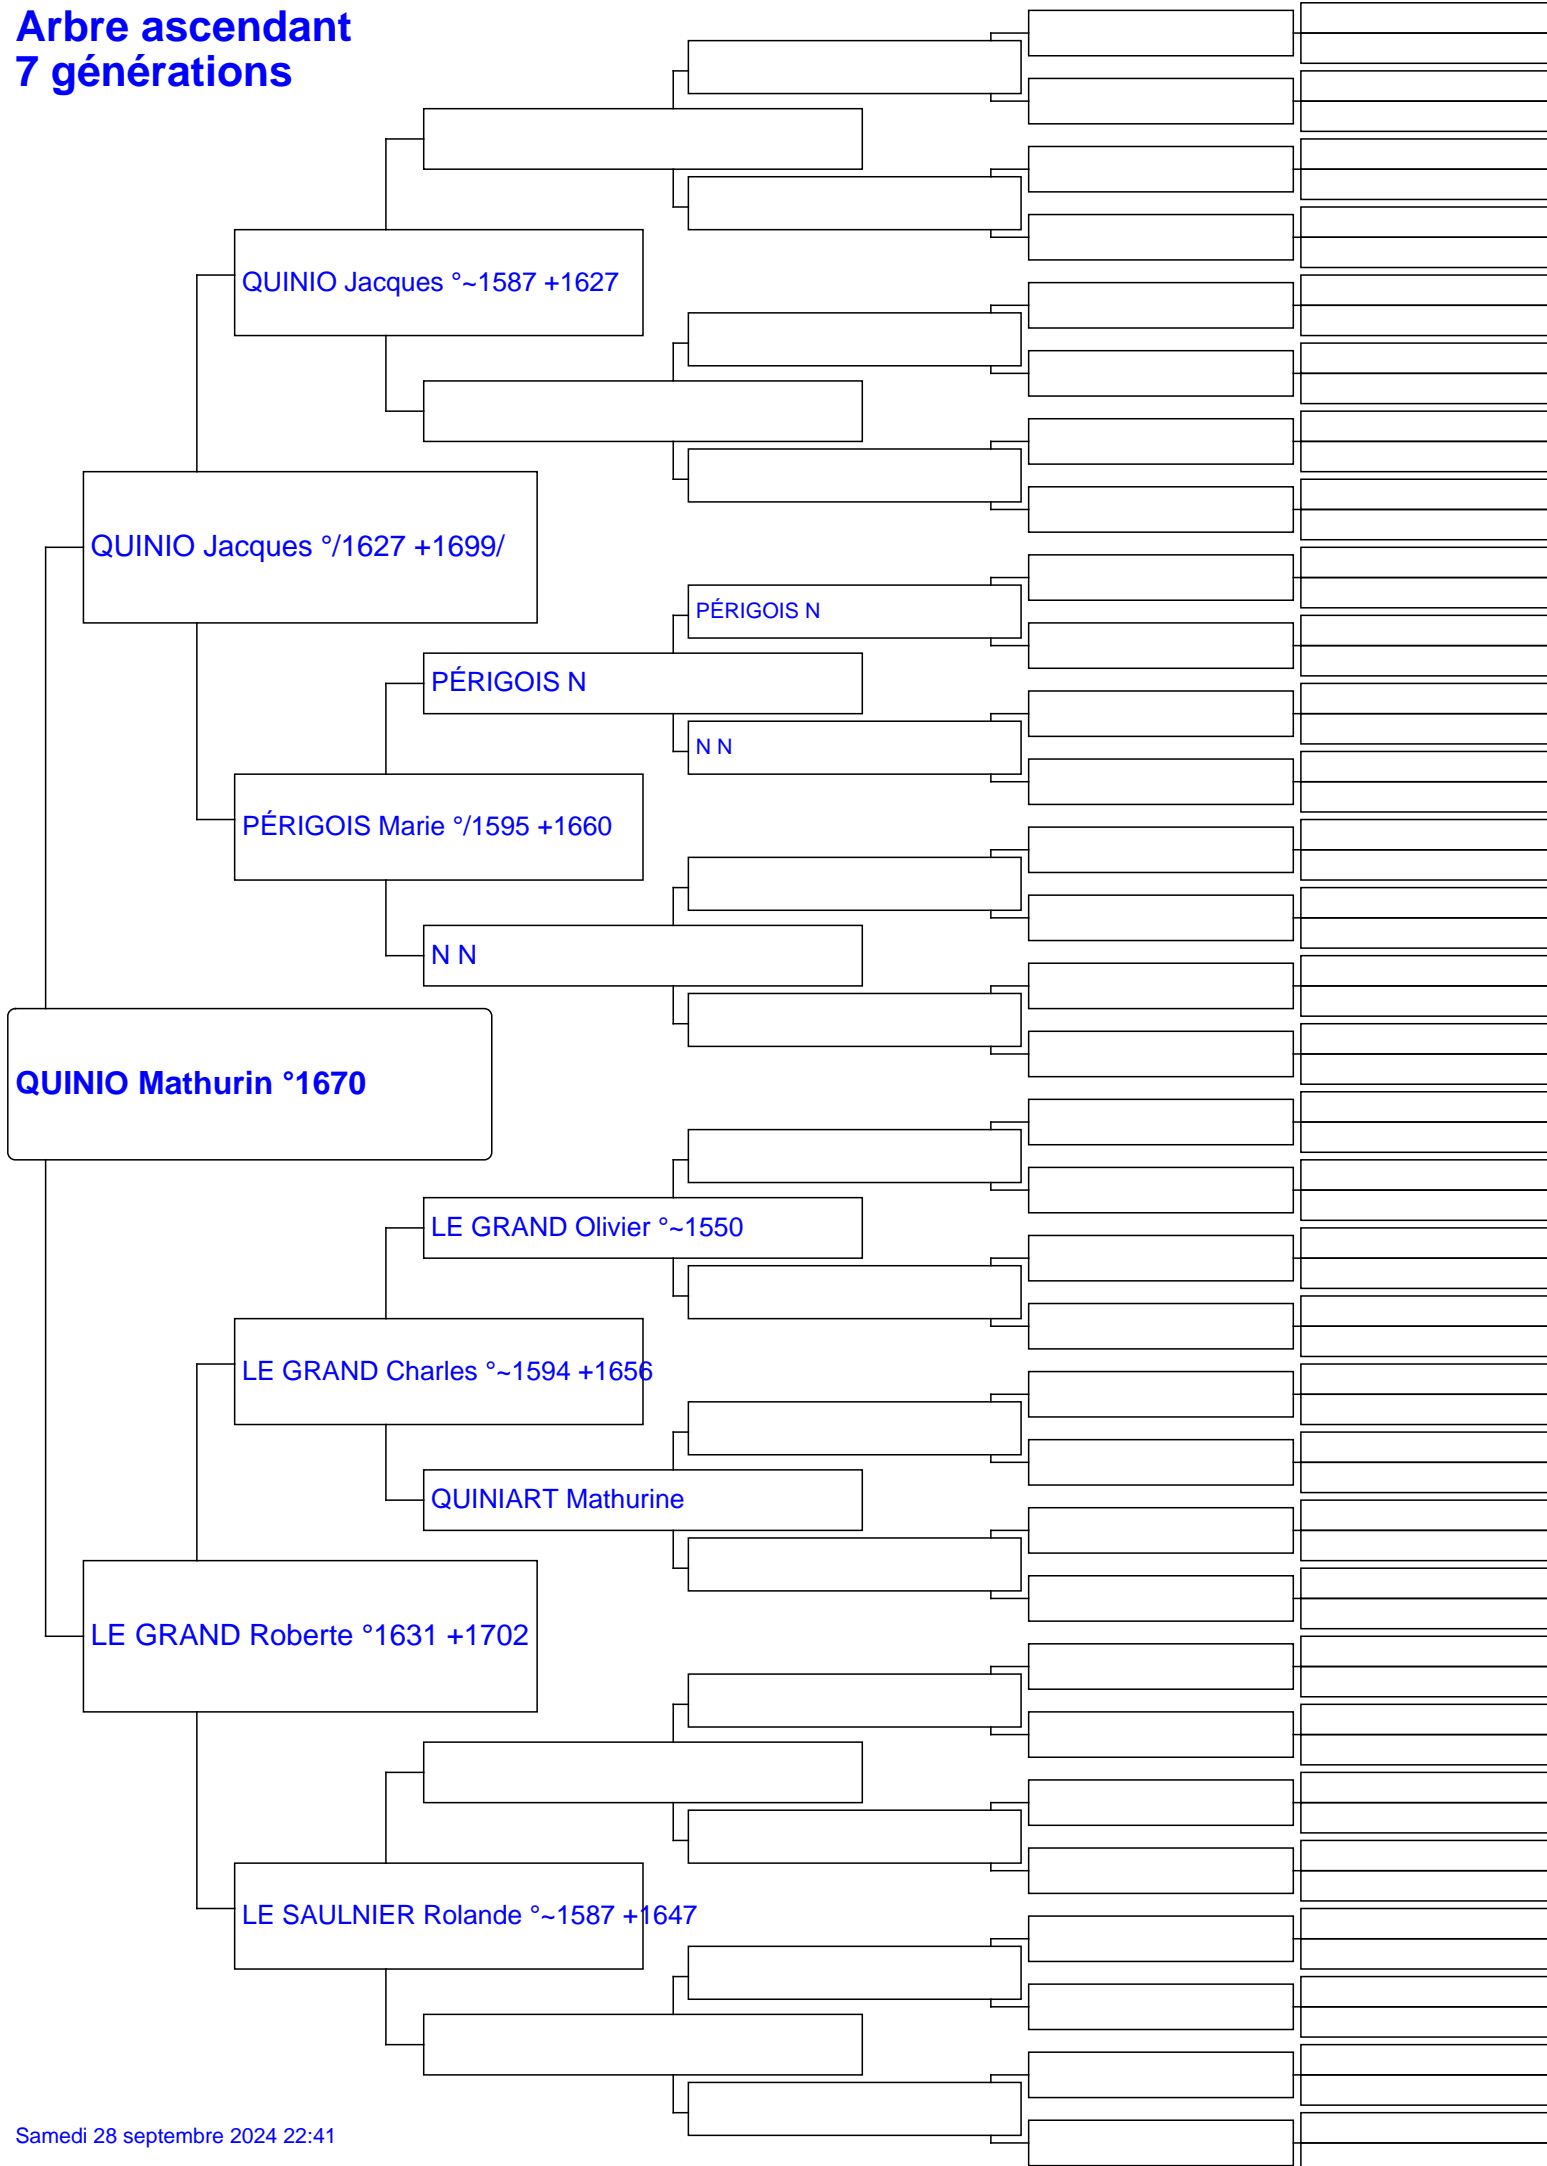 Arbre ascendant
7 générations
QUINIO Jacques °~1587 +1627
QUINIO Jacques °/1627 +1699/
PÉRIGOIS N
PÉRIGOIS N
N N
PÉRIGOIS Marie °/1595 +1660
N N
QUINIO Mathurin °1670
LE GRAND Olivier °~1550
LE GRAND Charles °~1594 +1656
QUINIART Mathurine
LE GRAND Roberte °1631 +1702
LE SAULNIER Rolande °~1587 +1647
Samedi 28 septembre 2024 22:41